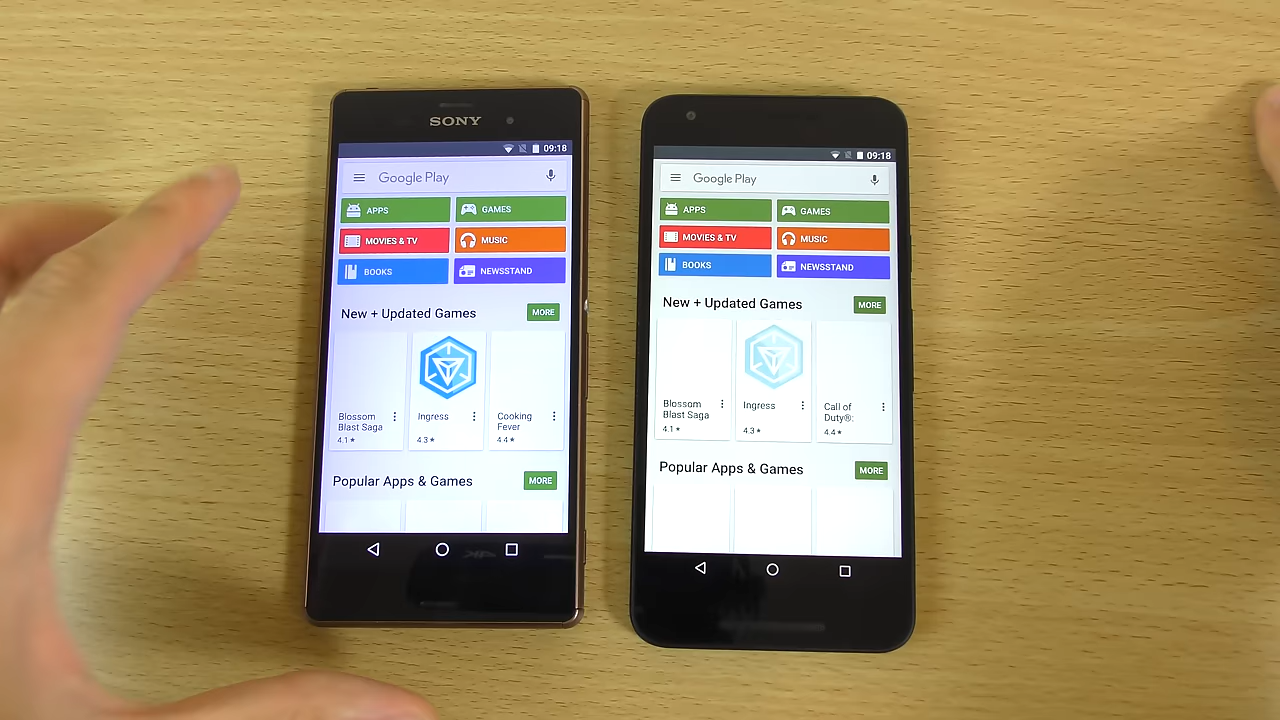 SONY
09:18
Google Play
APPS
GAMES
MOVIES & TV
MUSIC
BOOKS
NEWSSTAND
New + Updated Games
MORE
Blossom
Blast Saga
4.1★
Ingress
4.3★
Cooking
Fever
4.4★
Popular Apps & Games
MORE
09:18
Google Play
APPS
GAMES
MOVIES & TV
MUSIC
BOOKS
NEWSSTAND
New + Updated Games
MORE
Blossom
Blast Saga
4.1★
Ingress
4.3★
Call of
Duty®:
4.4★
Popular Apps & Games
MORE